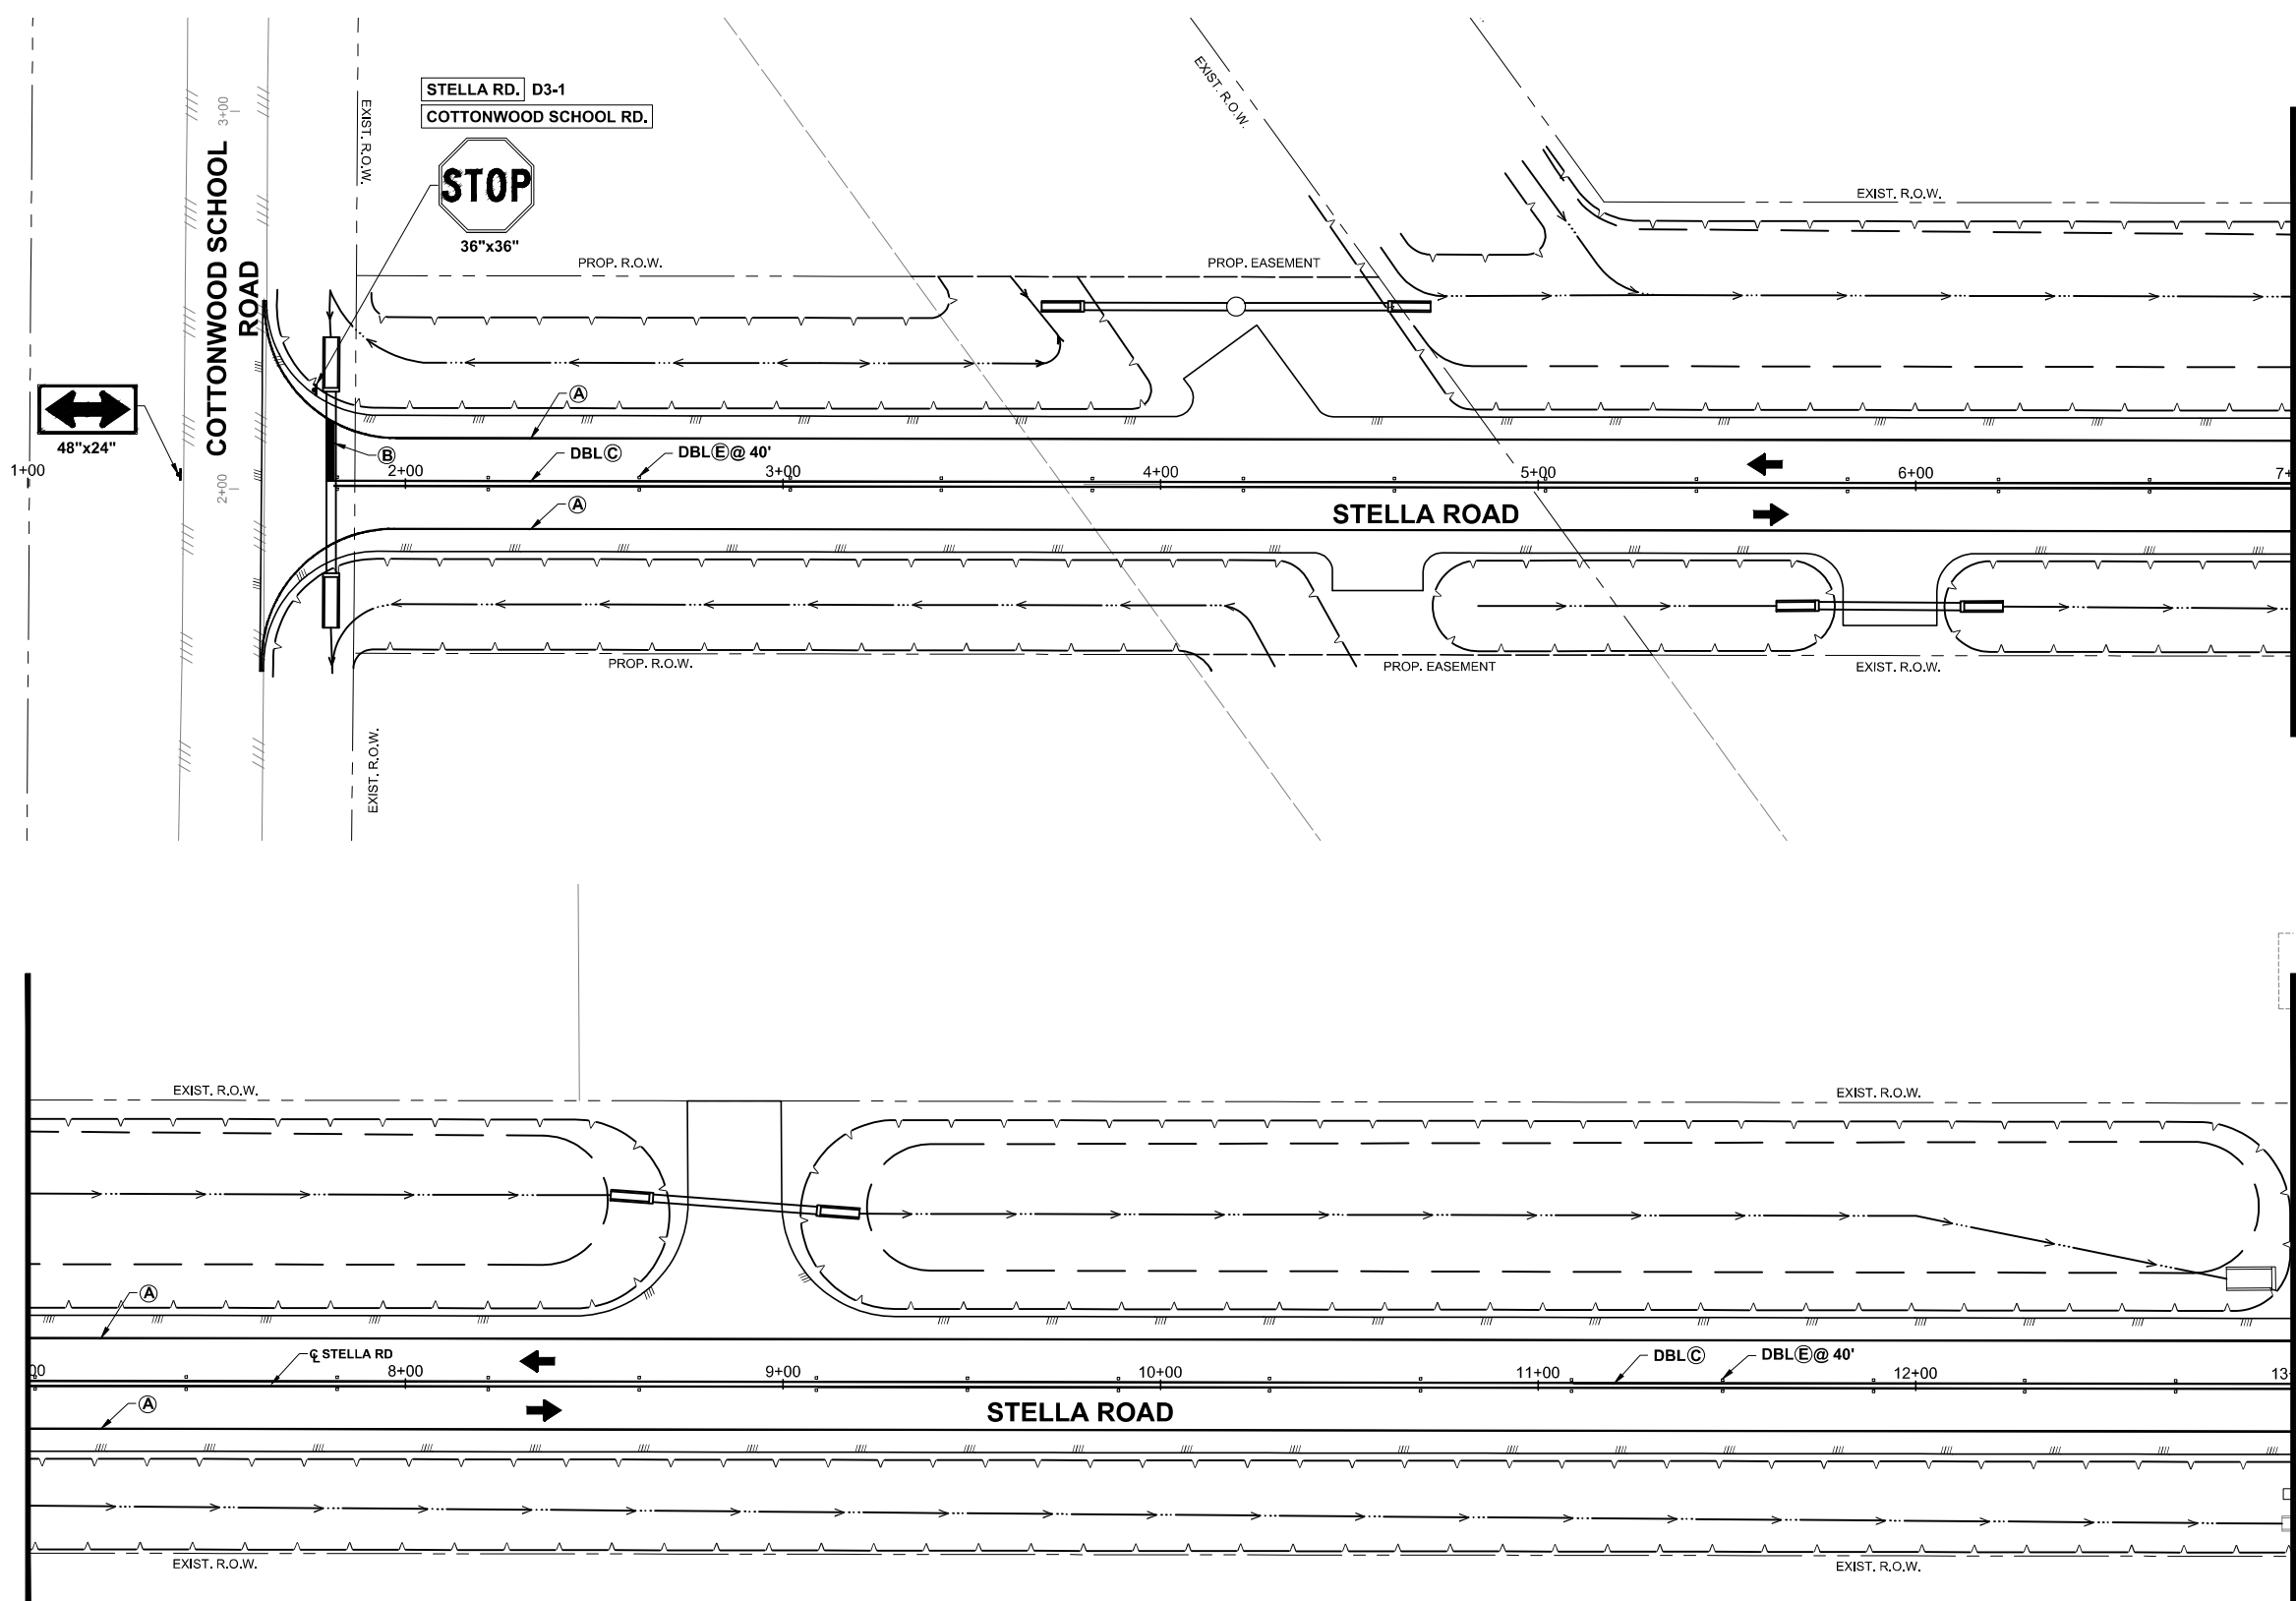 STELLA RD. D3-1
COTTONWOOD SCHOOL RD.
STOP
36"x36"
EXIST. R.O.W.
3+00
COTTONWOOD SCHOOL
ROAD
2+00
48"x24"
EXIST. R.O.W.
PROP. R.O.W.
PROP. EASEMENT
EXIST. R.O.W.
A
B
DBL C
DBL E @ 40'
1+00
2+00
3+00
4+00
5+00
6+00
7+
A
STELLA ROAD
PROP. R.O.W.
PROP. EASEMENT
EXIST. R.O.W.
EXIST. R.O.W.
EXIST. R.O.W.
EXIST. R.O.W.
A
℄ STELLA RD
DBL C
DBL E @ 40'
00
8+00
9+00
10+00
11+00
12+00
13+
A
STELLA ROAD
EXIST. R.O.W.
EXIST. R.O.W.